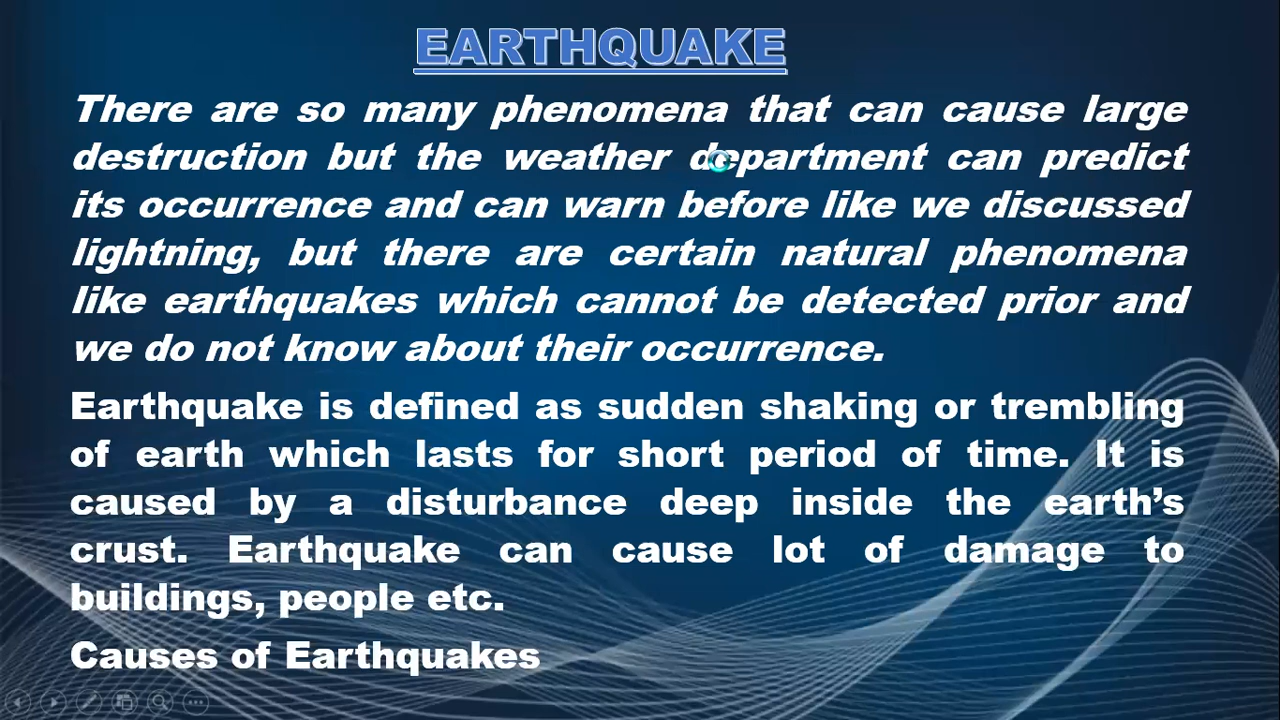 EARTHQUAKE
There are so many phenomena that can cause large
destruction but the weather department can predict
its occurrence and can warn before like we discussed
lightning, but there are certain natural phenomena
like earthquakes which cannot be detected prior and
we do not know about their occurrence.
Earthquake is defined as sudden shaking or trembling
of earth which lasts for short period of time. It is
caused by a disturbance deep inside the earth’s
crust. Earthquake can cause lot of damage to
buildings, people etc.
Causes of Earthquakes